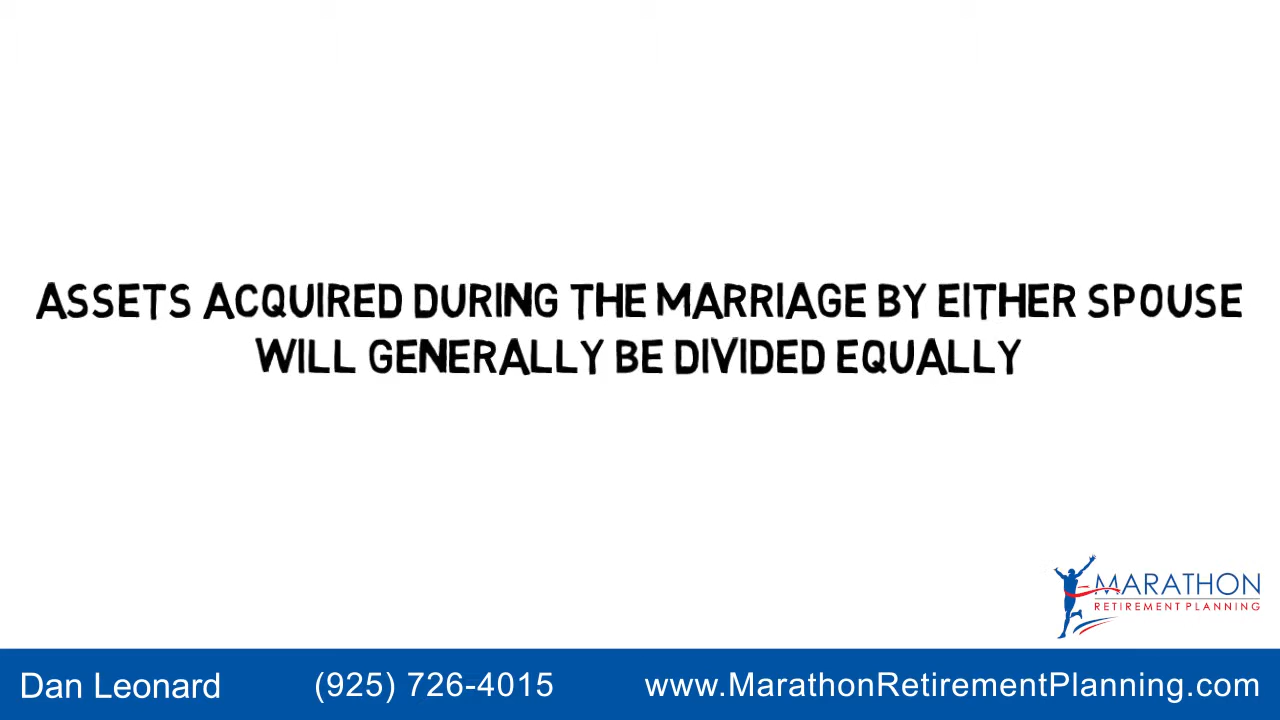 ASSETS ACQUIRED DURING THE MARRIAGE BY EITHER SPOUSE
WILL GENERALLY BE DIVIDED EQUALLY
MARATHON
RETIREMENT PLANNING
Dan Leonard (925) 726-4015 www.MarathonRetirementPlanning.com